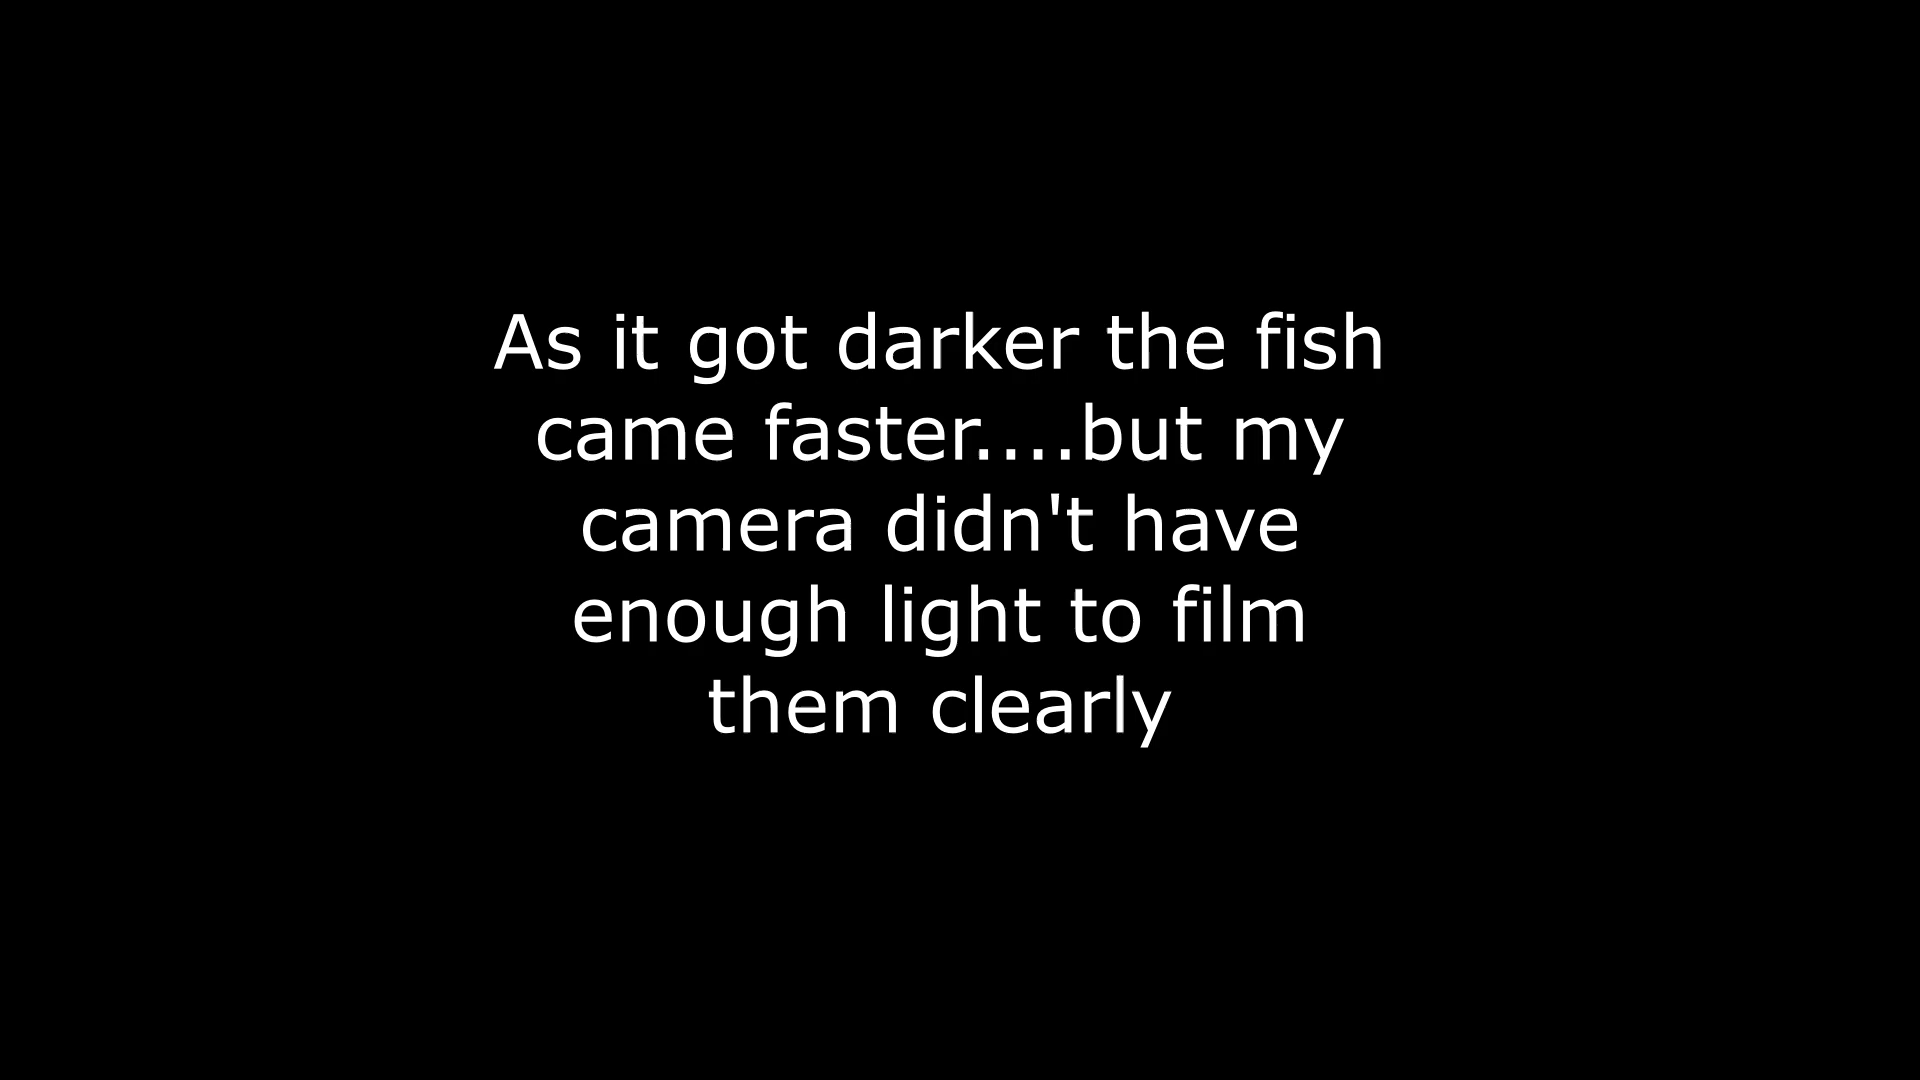 As it got darker the fish
came faster....but my
camera didn't have
enough light to film
them clearly